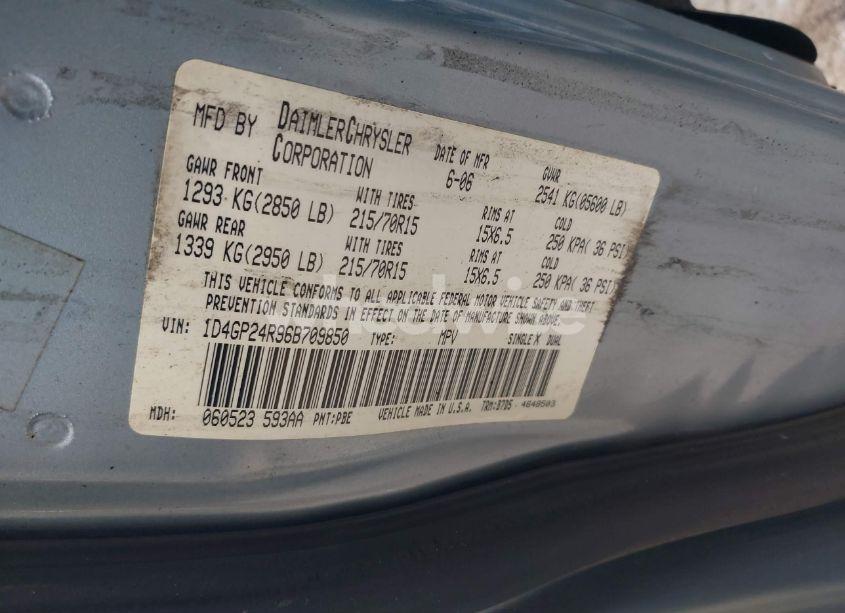 MFD BY DAIMLERCHRYSLER CORPORATION
DATE OF MFR 6-06
GVWR 2541 KG(05600 LB)
GAWR FRONT WITH TIRES RIMS AT COLD
1293 KG(2850 LB) 215/70R15 15X6.5 250 KPA( 36 PSI)
GAWR REAR WITH TIRES RIMS AT COLD
1339 KG(2950 LB) 215/70R15 15X6.5 250 KPA( 36 PSI)
THIS VEHICLE CONFORMS TO ALL APPLICABLE FEDERAL MOTOR VEHICLE SAFETY AND THEFT
PREVENTION STANDARDS IN EFFECT ON THE DATE OF MANUFACTURE SHOWN ABOVE.
VIN: 1D4GP24R96B709850 TYPE: MPV SINGLE X DUAL
MDH: 060523 593AA PNT:PBE VEHICLE MADE IN U.S.A. TRM:B7D5 4649503